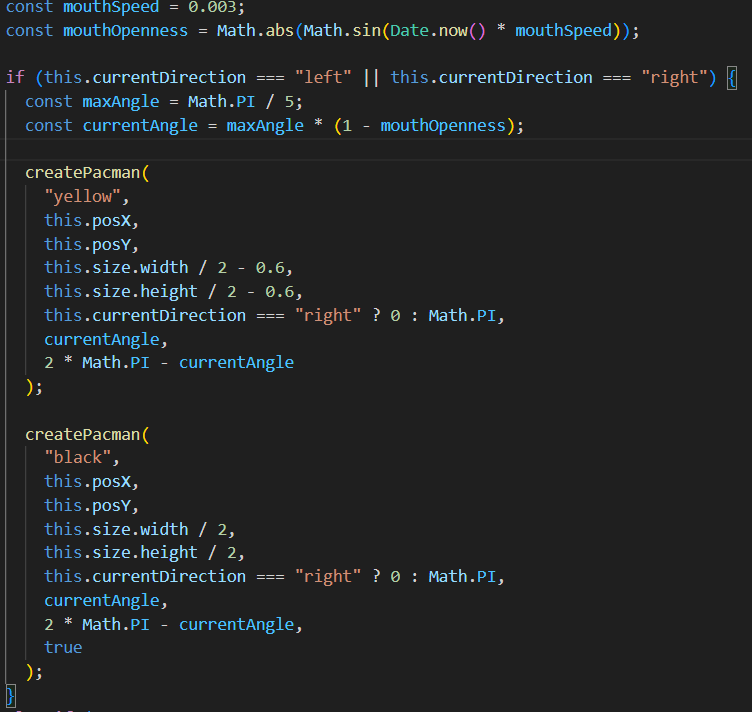 const mouthSpeed = 0.003;
const mouthOpenness = Math.abs(Math.sin(Date.now() * mouthSpeed));

if (this.currentDirection === "left" || this.currentDirection === "right") {
  const maxAngle = Math.PI / 5;
  const currentAngle = maxAngle * (1 - mouthOpenness);

  createPacman(
    "yellow",
    this.posX,
    this.posY,
    this.size.width / 2 - 0.6,
    this.size.height / 2 - 0.6,
    this.currentDirection === "right" ? 0 : Math.PI,
    currentAngle,
    2 * Math.PI - currentAngle
  );

  createPacman(
    "black",
    this.posX,
    this.posY,
    this.size.width / 2,
    this.size.height / 2,
    this.currentDirection === "right" ? 0 : Math.PI,
    currentAngle,
    2 * Math.PI - currentAngle,
    true
  );
}